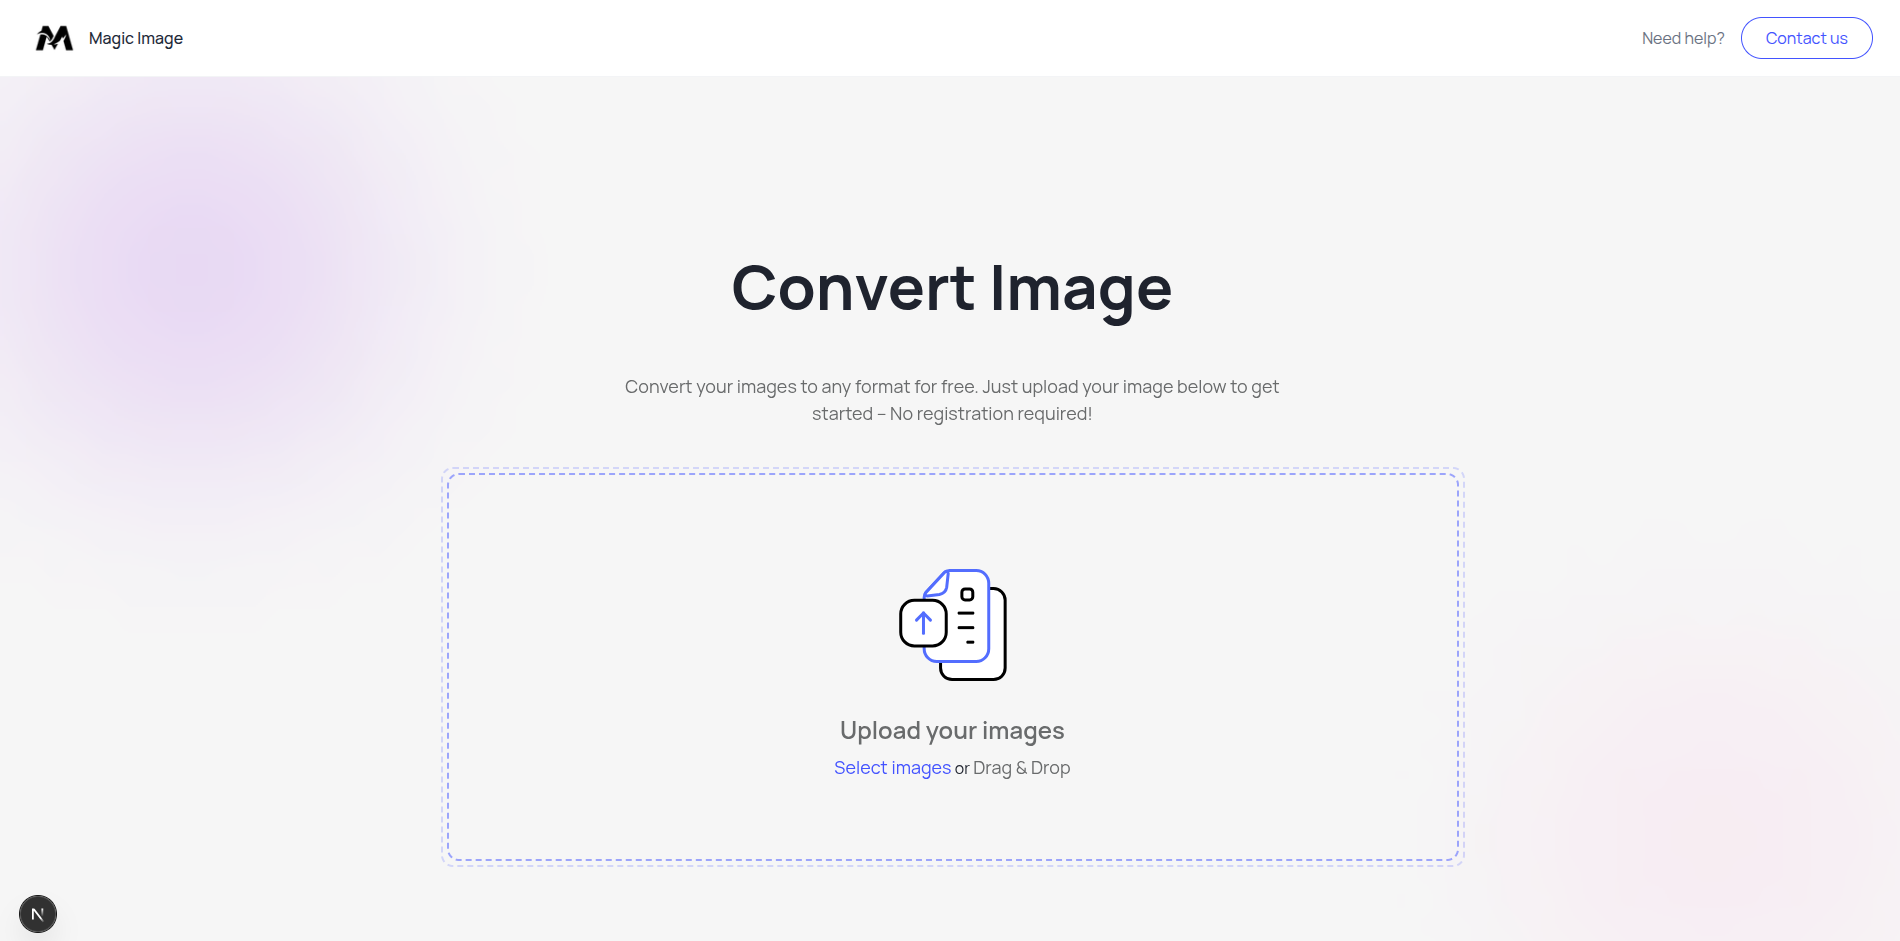 Magic Image
Need help?
Contact us
Convert Image
Convert your images to any format for free. Just upload your image below to get
started – No registration required!
Upload your images
Select images or Drag & Drop
N